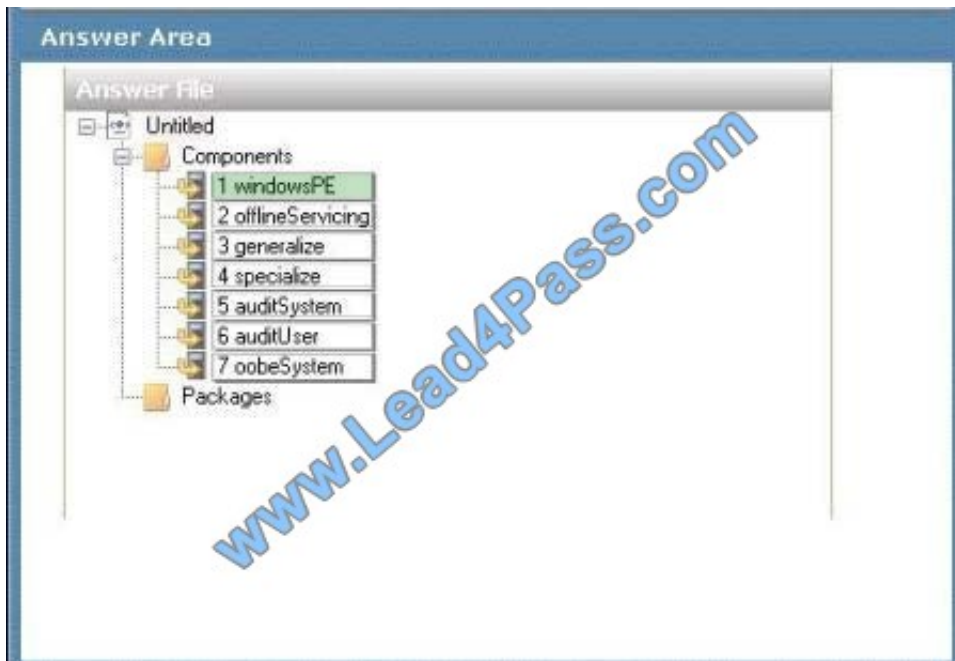 Answer Area
Answer File
Untitled
Components
1 windowsPE
2 offlineServicing
3 generalize
4 specialize
5 auditSystem
6 auditUser
7 oobeSystem
Packages
www.Lead4Pass.com